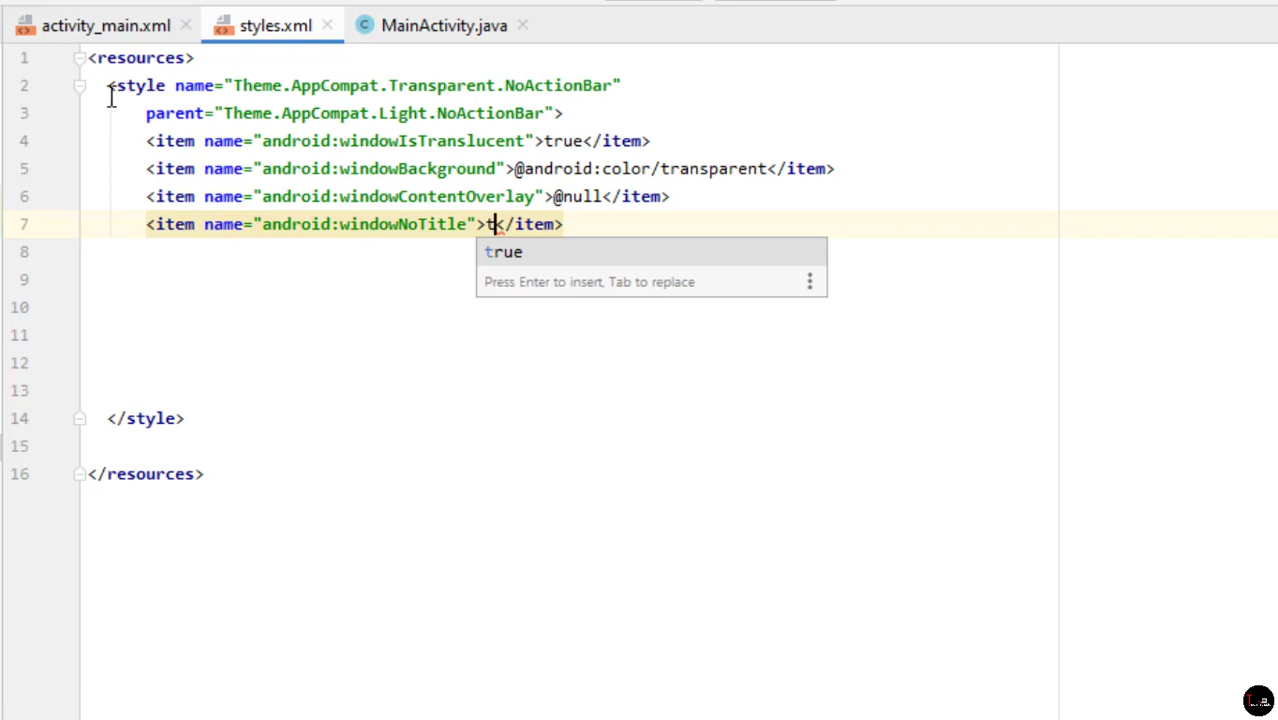 activity_main.xml styles.xml MainActivity.java
1 <resources>
2 <style name="Theme.AppCompat.Transparent.NoActionBar"
3 parent="Theme.AppCompat.Light.NoActionBar">
4 <item name="android:windowIsTranslucent">true</item>
5 <item name="android:windowBackground">@android:color/transparent</item>
6 <item name="android:windowContentOverlay">@null</item>
7 <item name="android:windowNoTitle">t</item>
8 true
9 Press Enter to insert, Tab to replace
10
11
12
13
14 </style>
15
16 </resources>